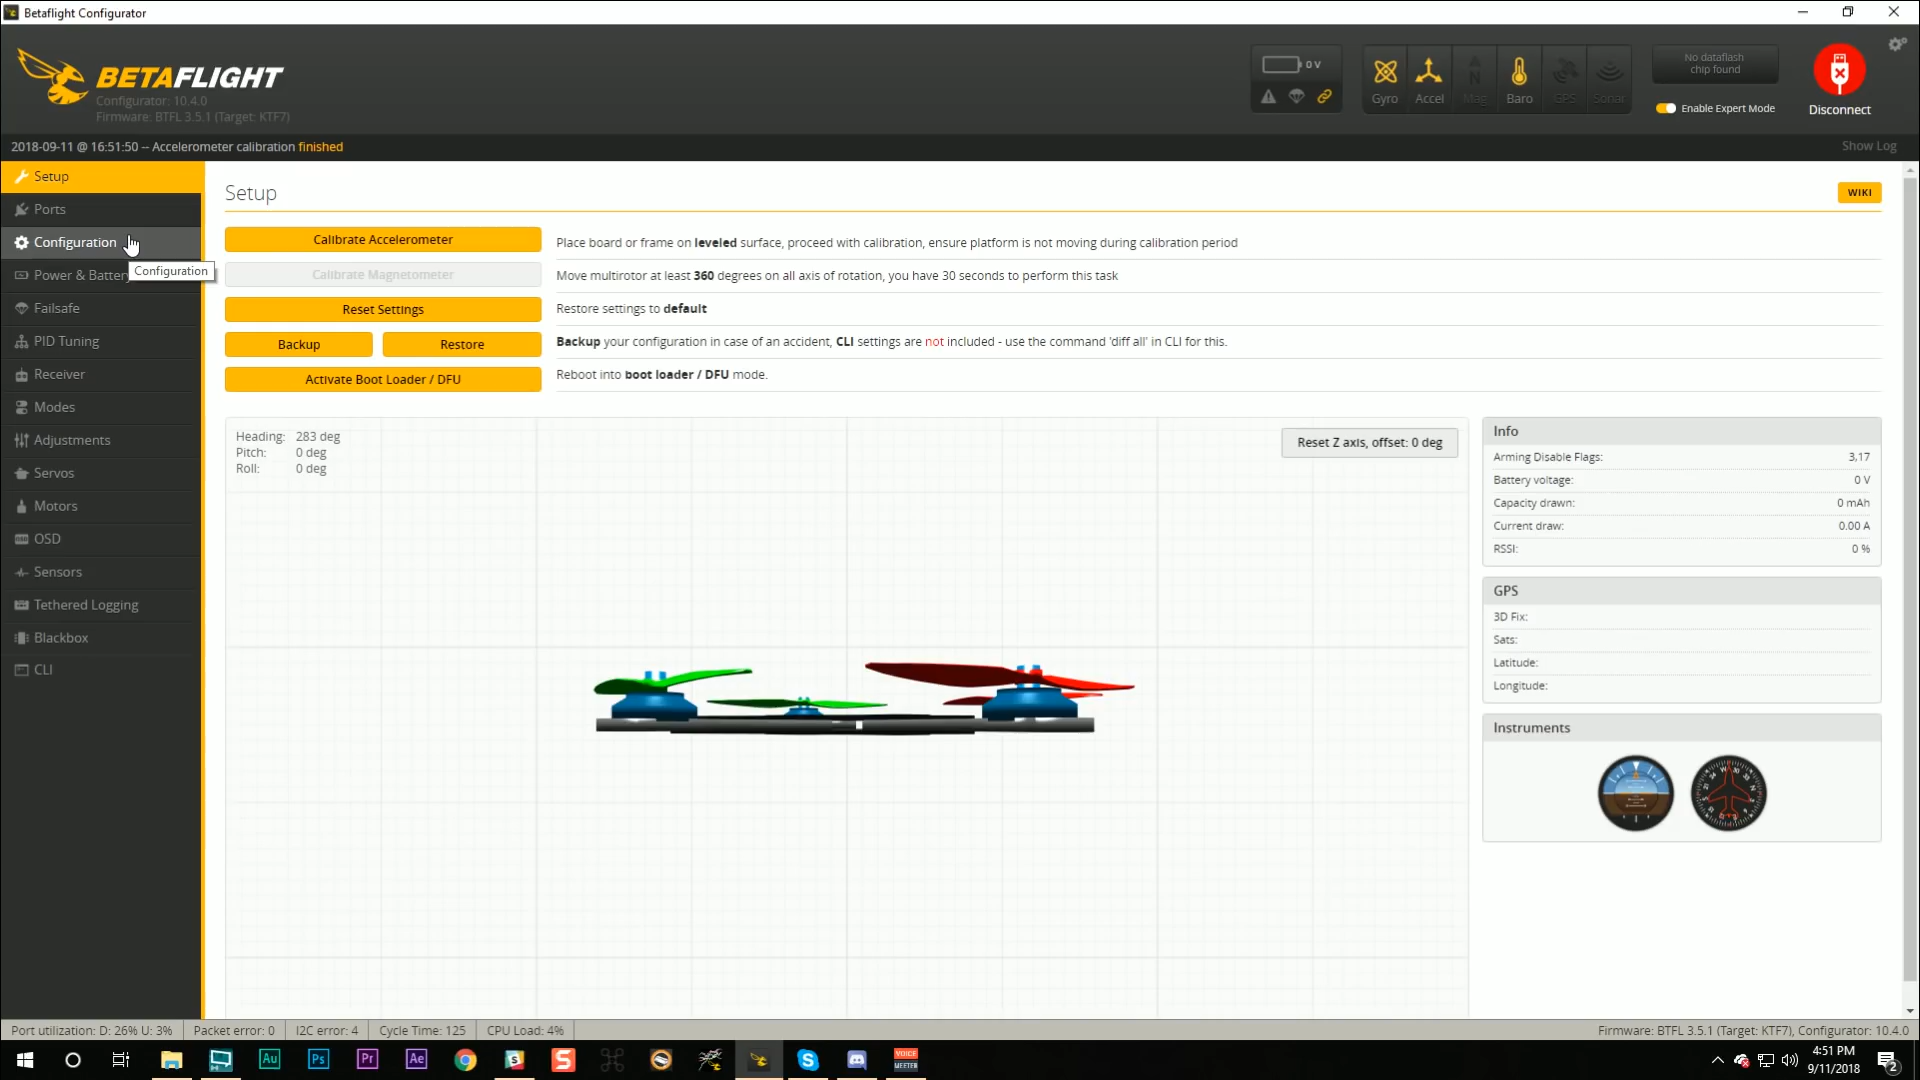 Betaflight Configurator
BETAFLIGHT
Configurator: 10.4.0
Firmware: BTFL 3.5.1 (Target: KTF7)
0 V
Gyro
Accel
Mag
Baro
GPS
Sonar
No dataflash
chip found
Enable Expert Mode
Disconnect
2018-09-11 @ 16:51:50 -- Accelerometer calibration finished
Show Log
Setup
Ports
Configuration
Configuration
Power & Battery
Failsafe
PID Tuning
Receiver
Modes
Adjustments
Servos
Motors
OSD
Sensors
Tethered Logging
Blackbox
CLI
Setup
WIKI
Calibrate Accelerometer
Place board or frame on leveled surface, proceed with calibration, ensure platform is not moving during calibration period
Calibrate Magnetometer
Move multirotor at least 360 degrees on all axis of rotation, you have 30 seconds to perform this task
Reset Settings
Restore settings to default
Backup
Restore
Backup your configuration in case of an accident, CLI settings are not included - use the command 'diff all' in CLI for this.
Activate Boot Loader / DFU
Reboot into boot loader / DFU mode.
Heading: 283 deg
Pitch: 0 deg
Roll: 0 deg
Reset Z axis, offset: 0 deg
Info
Arming Disable Flags: 3,17
Battery voltage: 0 V
Capacity drawn: 0 mAh
Current draw: 0.00 A
RSSI: 0 %
GPS
3D Fix:
Sats:
Latitude:
Longitude:
Instruments
Port utilization: D: 26% U: 3%
Packet error: 0
I2C error: 4
Cycle Time: 125
CPU Load: 4%
Firmware: BTFL 3.5.1 (Target: KTF7), Configurator: 10.4.0
Au
Ps
Pr
Ae
S
S
VOICE
MEETER
4:51 PM
9/11/2018
2